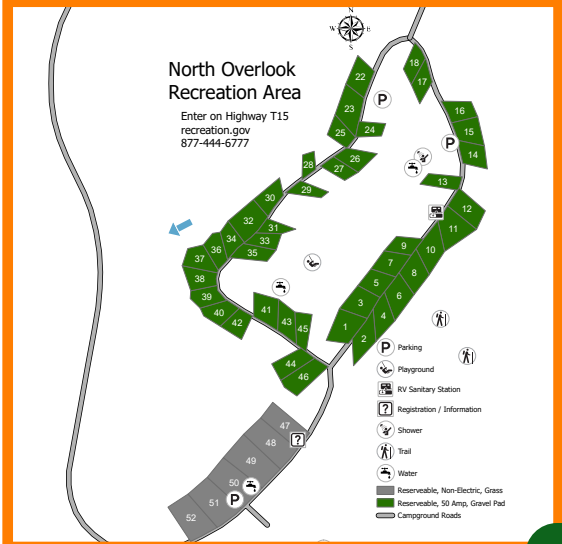 N
W
E
S
North Overlook
Recreation Area
Enter on Highway T15
recreation.gov
877-444-6777
18
17
22
P
23
16
15
P
14
25
24
28
26
27
13
29
30
12
32
31
11
34
33
9
10
36
35
7
37
8
38
5
6
39
3
4
40
42
41
43
45
1
2
44
46
P Parking
Playground
RV Sanitary Station
? Registration / Information
Shower
Trail
Water
Reserveable, Non-Electric, Grass
Reserveable, 50 Amp, Gravel Pad
Campground Roads
47
?
48
49
50
P
51
52